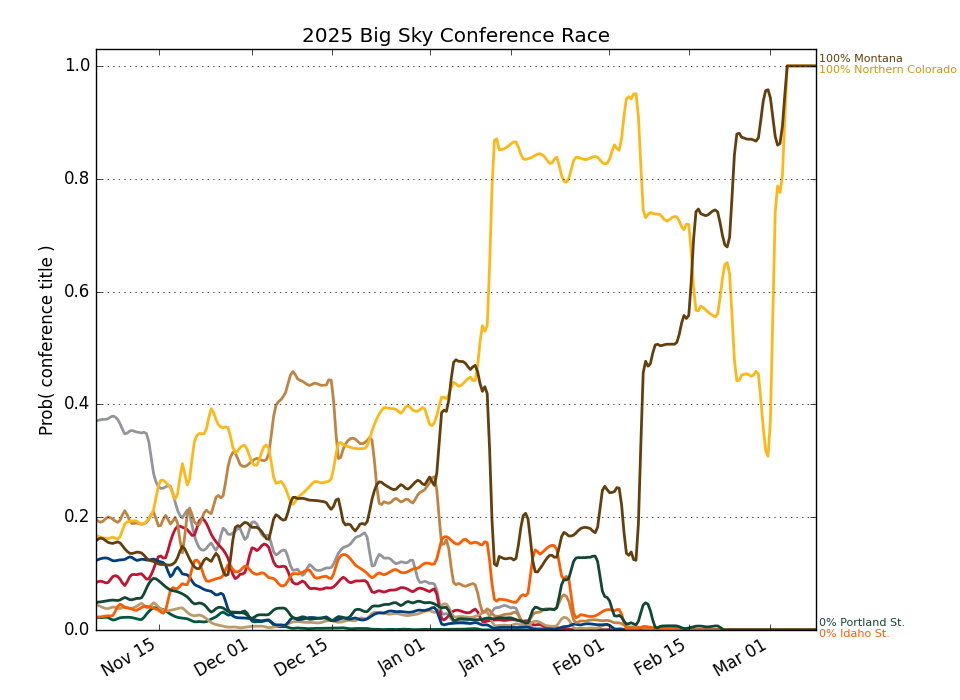 2025 Big Sky Conference Race
100% Montana
100% Northern Colorado
1.0
0.8
0.6
0.4
0.2
0.0
Prob( conference title )
0% Portland St.
0% Idaho St.
Nov 15
Dec 01
Dec 15
Jan 01
Jan 15
Feb 01
Feb 15
Mar 01